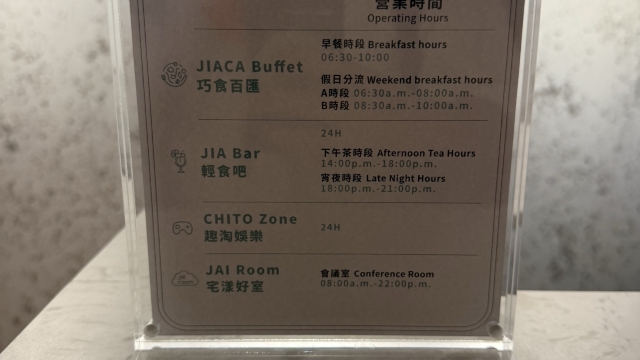 營業時間
Operating Hours
JIACA Buffet
巧食百匯
早餐時段 Breakfast hours
06:30-10:00
假日分流 Weekend breakfast hours
A時段 06:30a.m.-08:00a.m.
B時段 08:30a.m.-10:00a.m.
JIA Bar
輕食吧
24H
下午茶時段 Afternoon Tea Hours
14:00p.m.-18:00p.m.
宵夜時段 Late Night Hours
18:00p.m.-21:00p.m.
CHITO Zone
趣淘娛樂
24H
JAI Room
宅漾好室
會議室 Conference Room
08:00a.m.-22:00p.m.